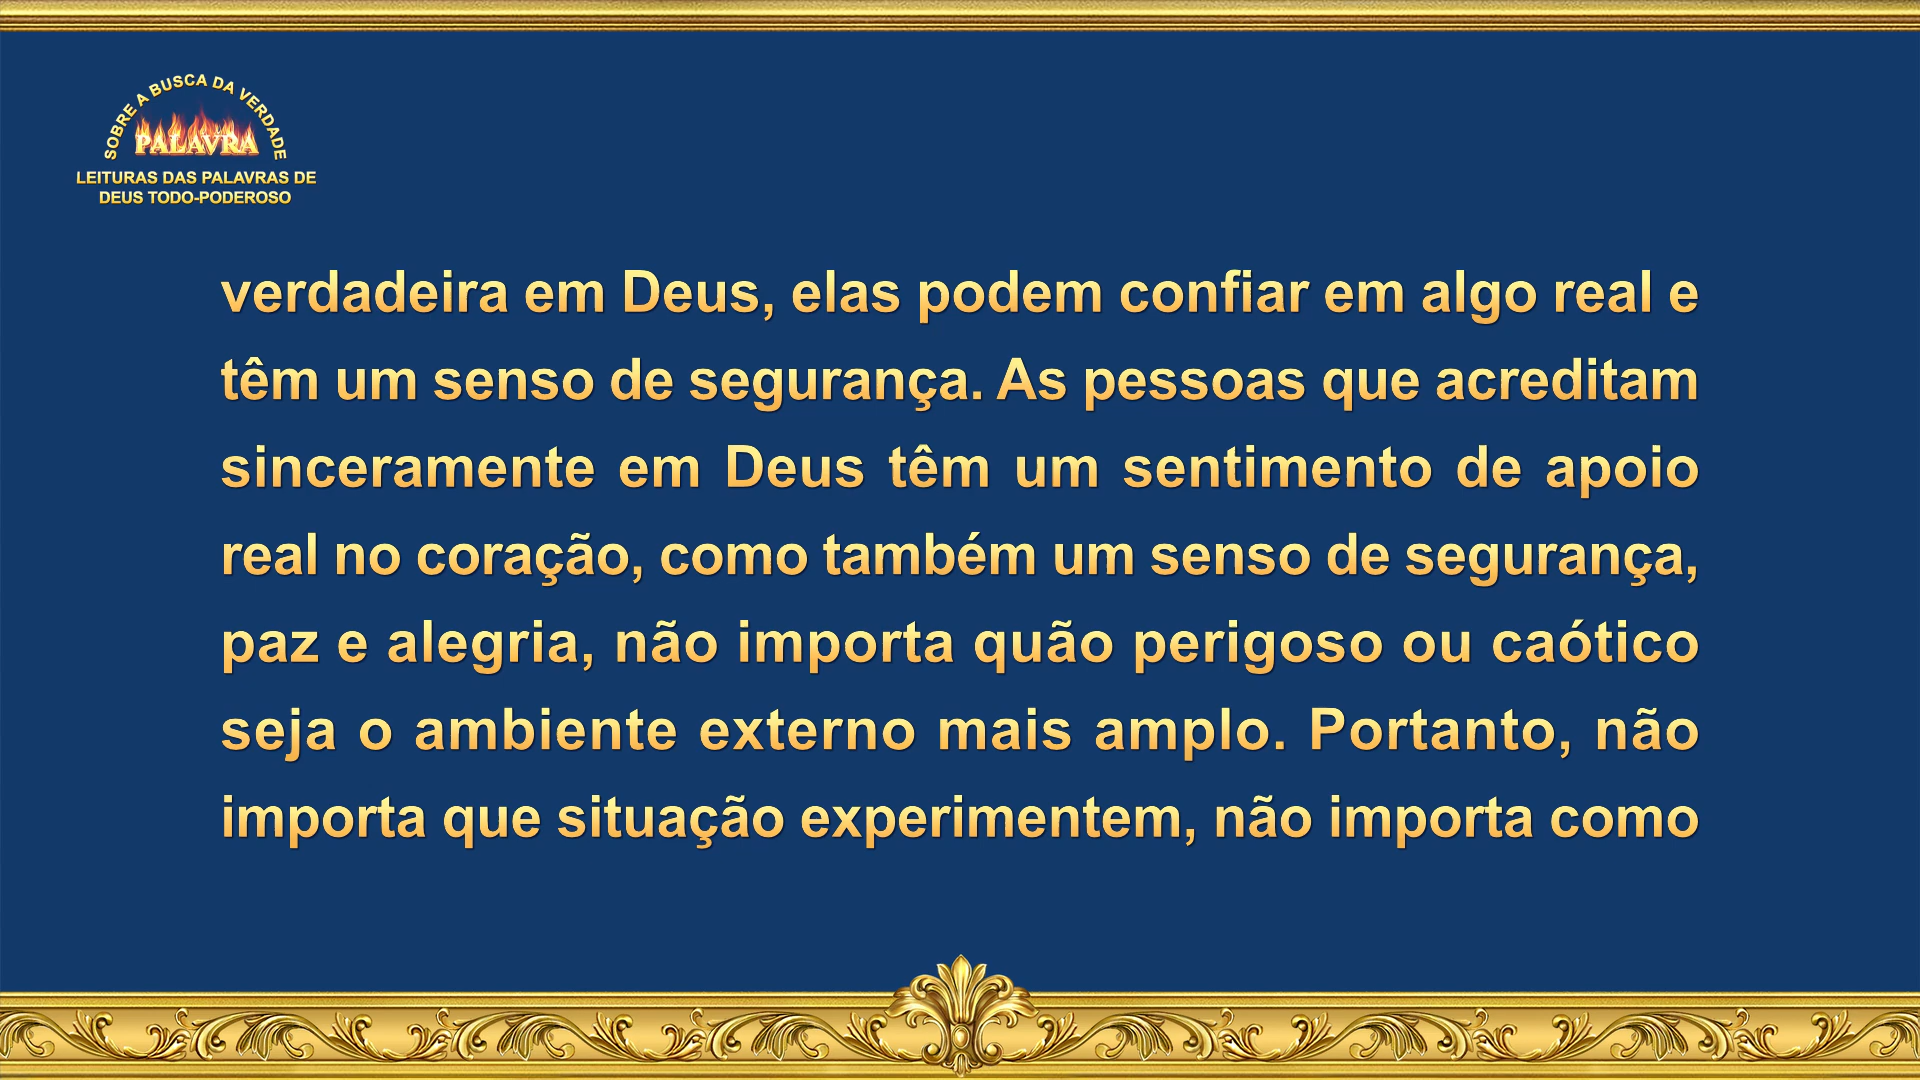 SOBRE A BUSCA DA VERDADE
PALAVRA
LEITURAS DAS PALAVRAS DE
DEUS TODO-PODEROSO
verdadeira em Deus, elas podem confiar em algo real e
têm um senso de segurança. As pessoas que acreditam
sinceramente em Deus têm um sentimento de apoio
real no coração, como também um senso de segurança,
paz e alegria, não importa quão perigoso ou caótico
seja o ambiente externo mais amplo. Portanto, não
importa que situação experimentem, não importa como